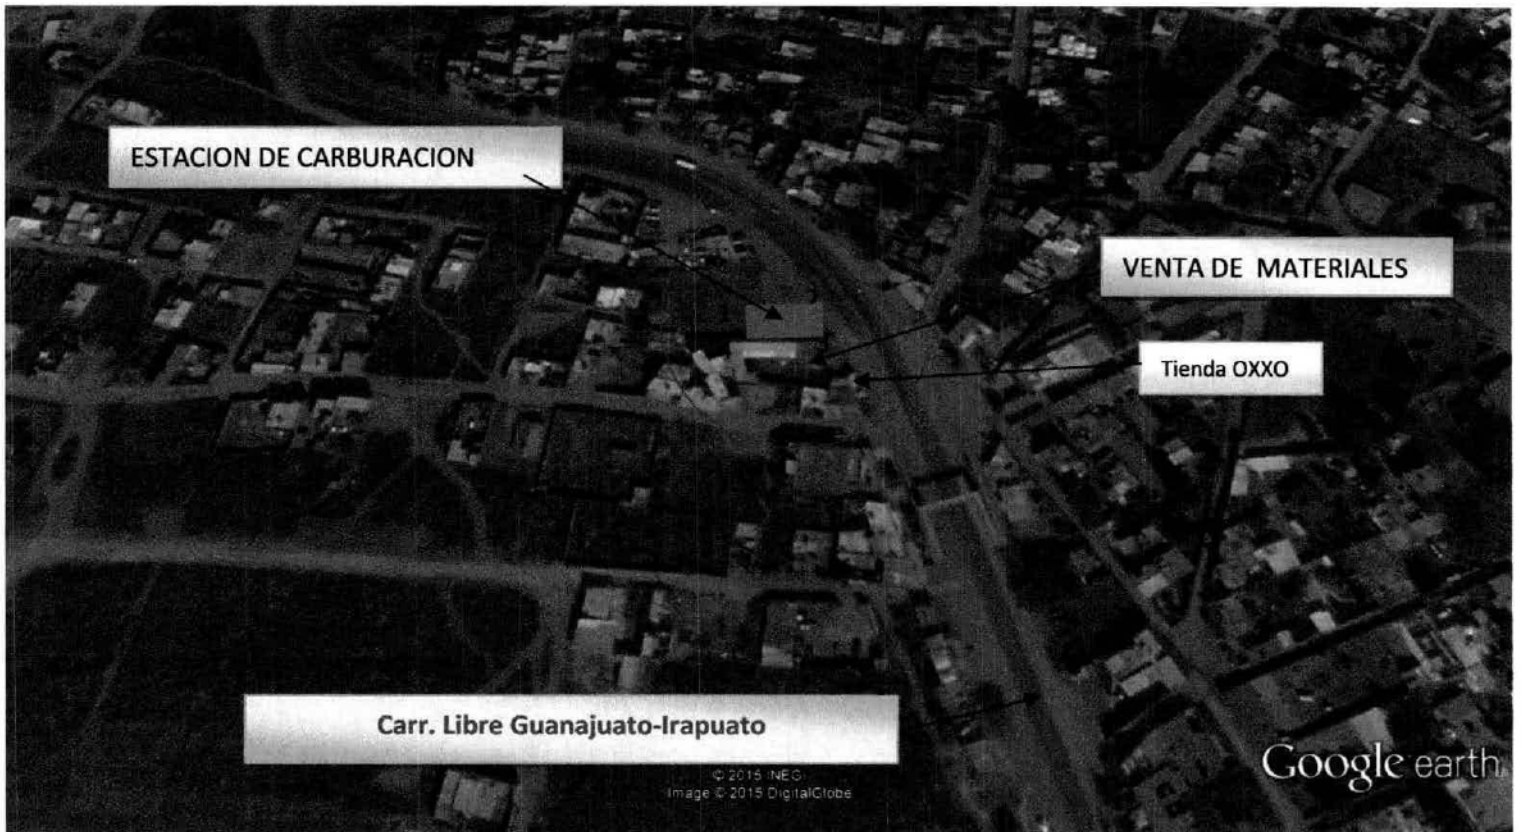 ESTACION DE CARBURACION
VENTA DE MATERIALES
Tienda OXXO
Carr. Libre Guanajuato-Irapuato
© 2015 INEGI
Image © 2015 DigitalGlobe
Google earth